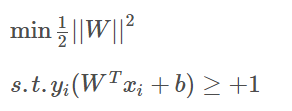 min ½||W||²
s.t. yᵢ(Wᵀxᵢ + b) ≥ +1